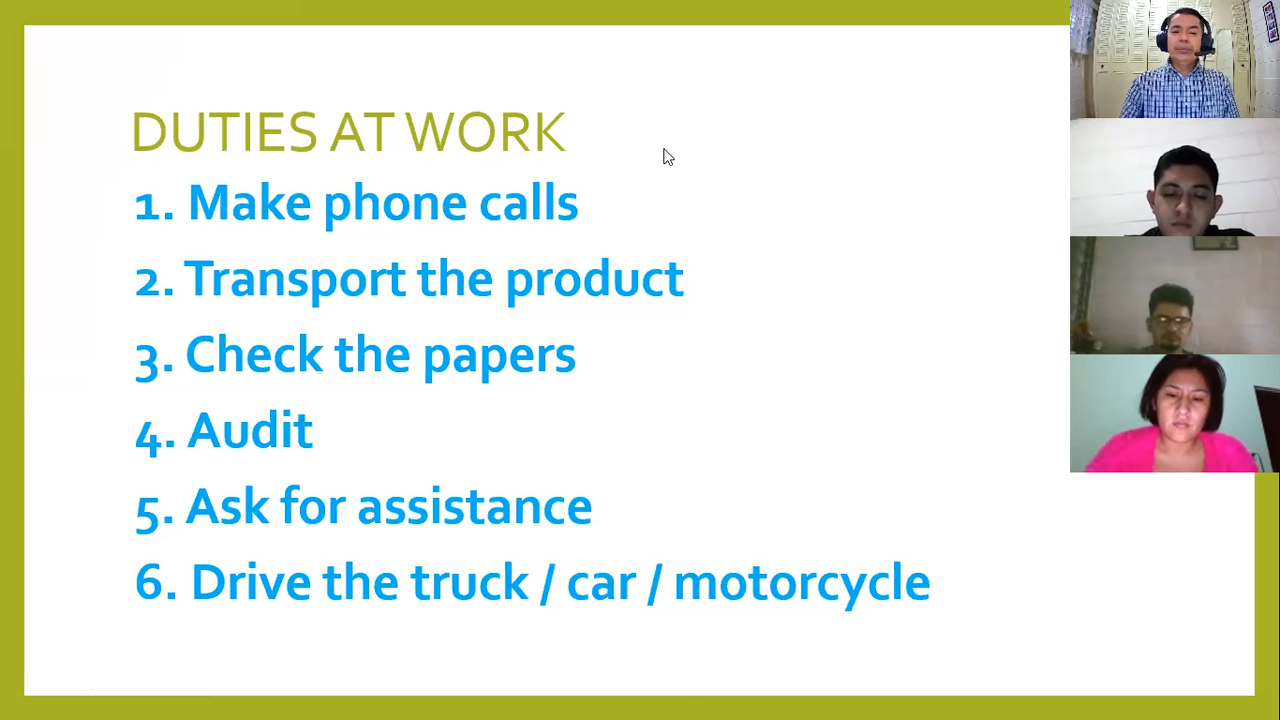 DUTIES AT WORK
1. Make phone calls
2. Transport the product
3. Check the papers
4. Audit
5. Ask for assistance
6. Drive the truck / car / motorcycle